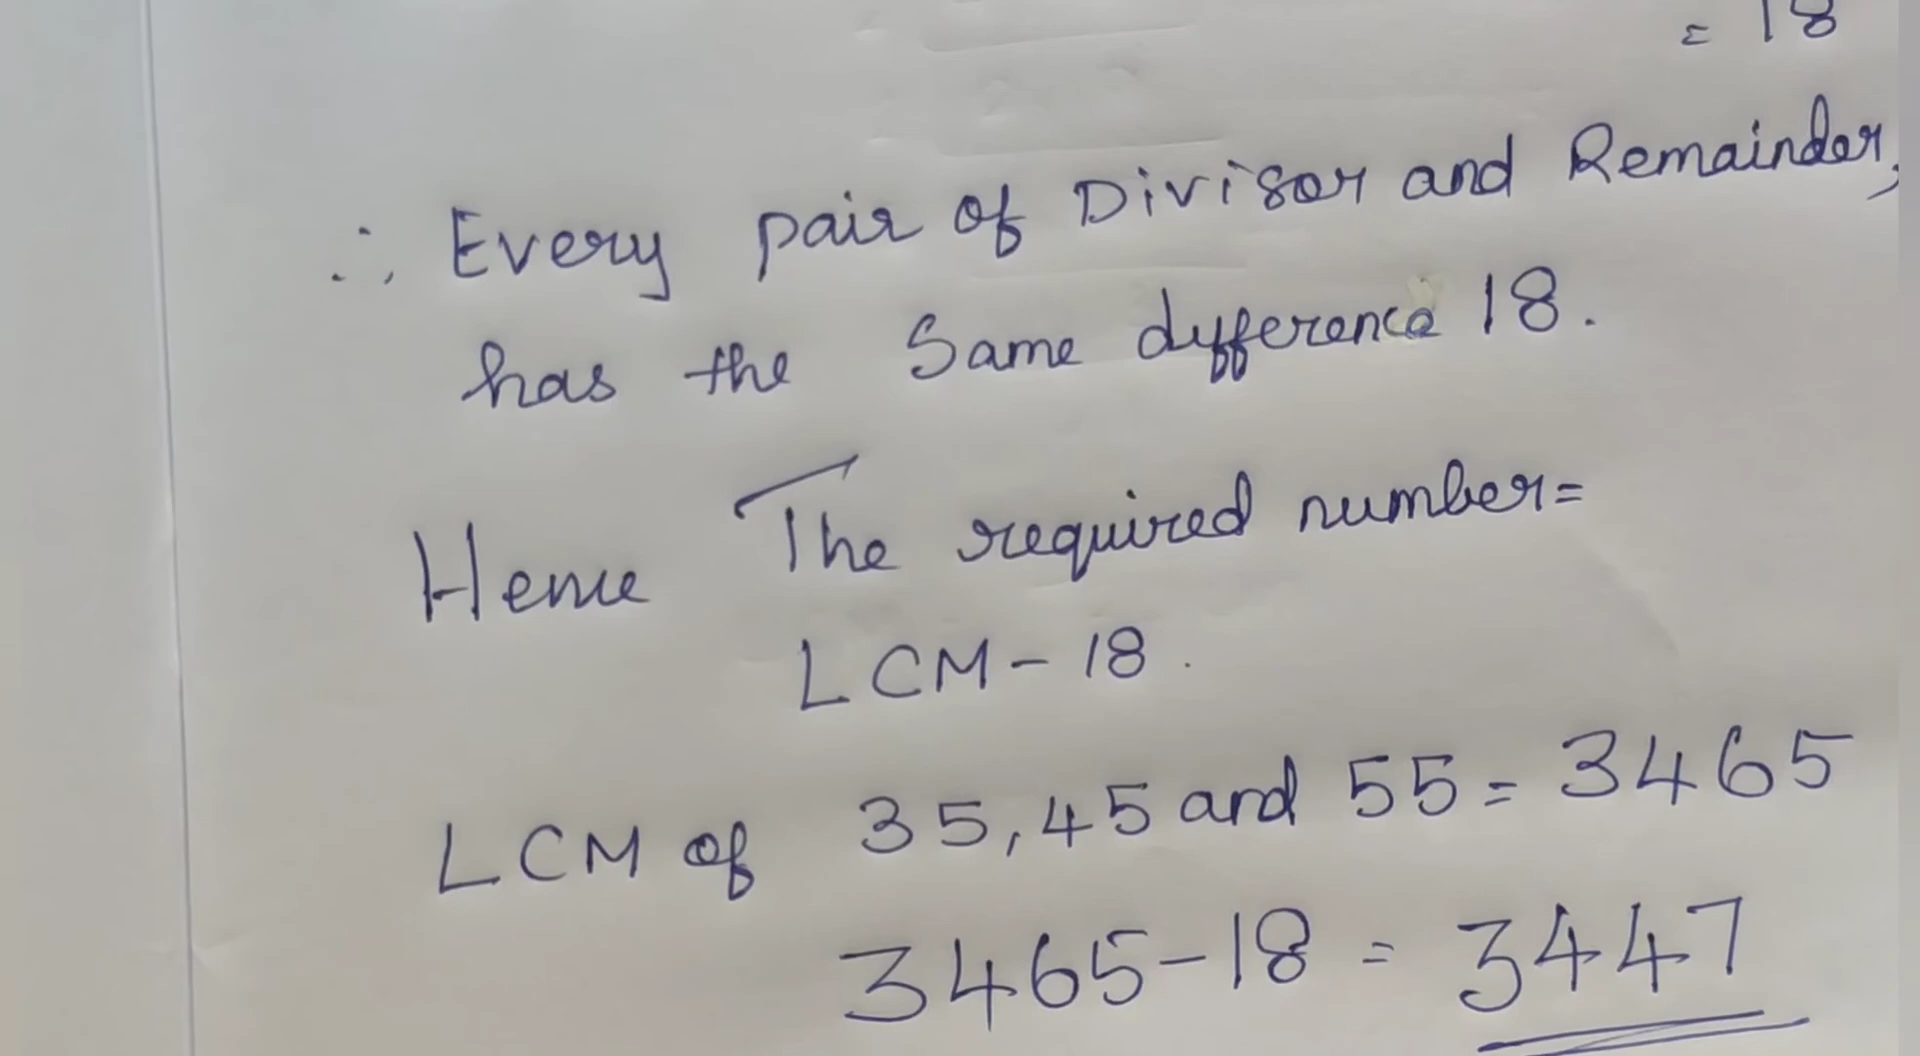 = 18
∴ Every pair of Divisor and Remainder,
has the Same difference 18.
Hence The required number=
LCM - 18.
LCM of 35, 45 and 55 = 3465
3465 - 18 = 3447